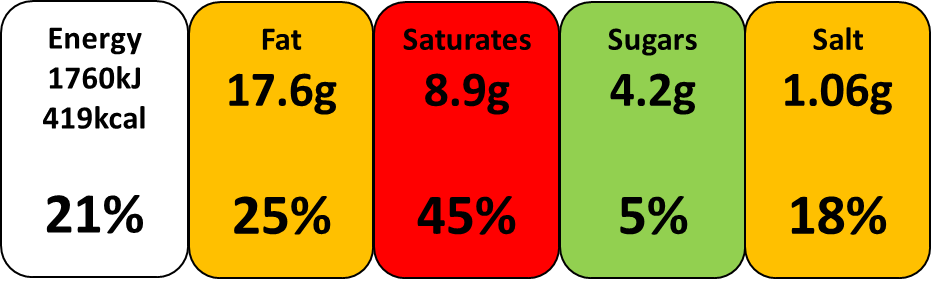 Energy
1760kJ
419kcal
21%
Fat
17.6g
25%
Saturates
8.9g
45%
Sugars
4.2g
5%
Salt
1.06g
18%